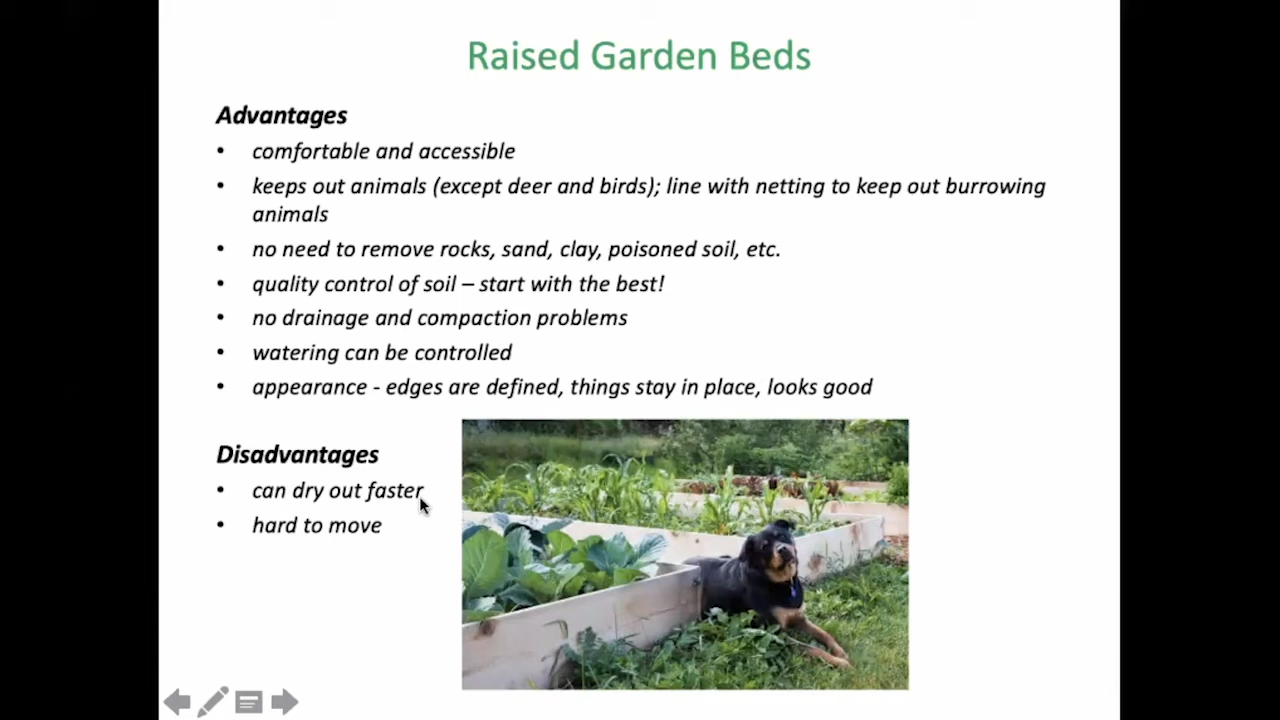 Raised Garden Beds
Advantages
• comfortable and accessible
• keeps out animals (except deer and birds); line with netting to keep out burrowing
animals
• no need to remove rocks, sand, clay, poisoned soil, etc.
• quality control of soil – start with the best!
• no drainage and compaction problems
• watering can be controlled
• appearance - edges are defined, things stay in place, looks good
Disadvantages
• can dry out faster
• hard to move